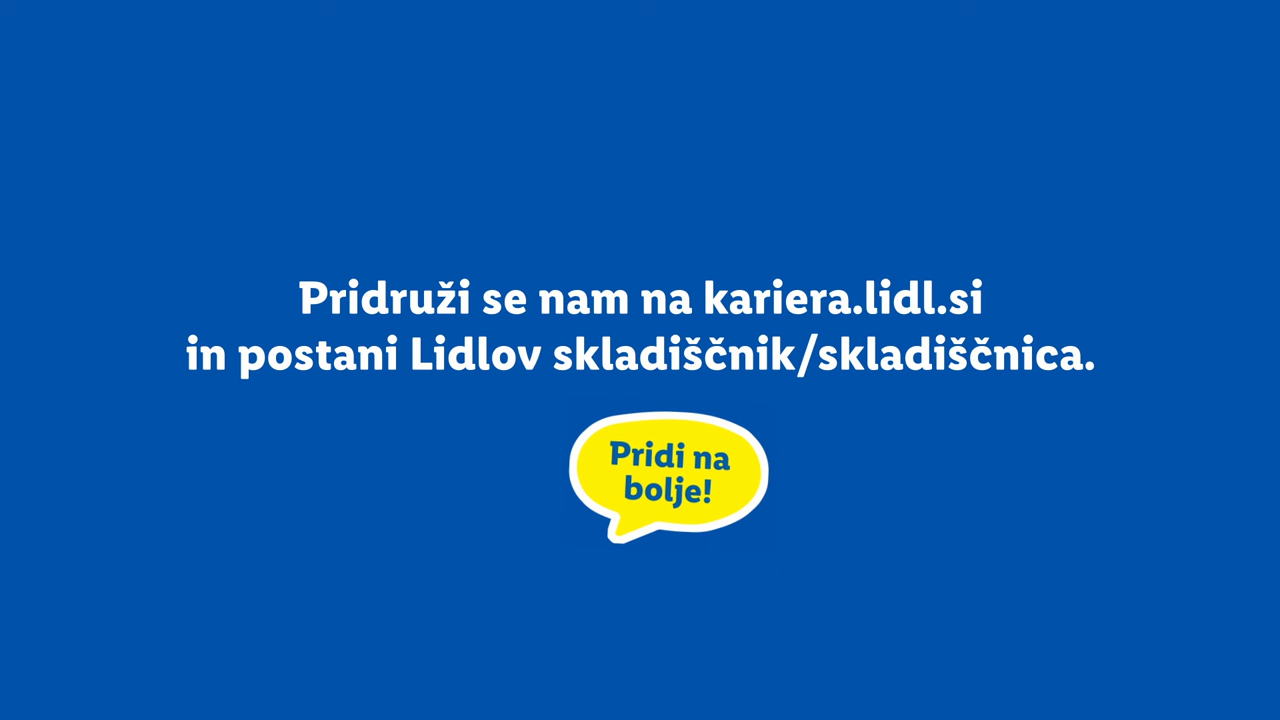 Pridruži se nam na kariera.lidl.si
in postani Lidlov skladiščnik/skladiščnica.
Pridi na
bolje!